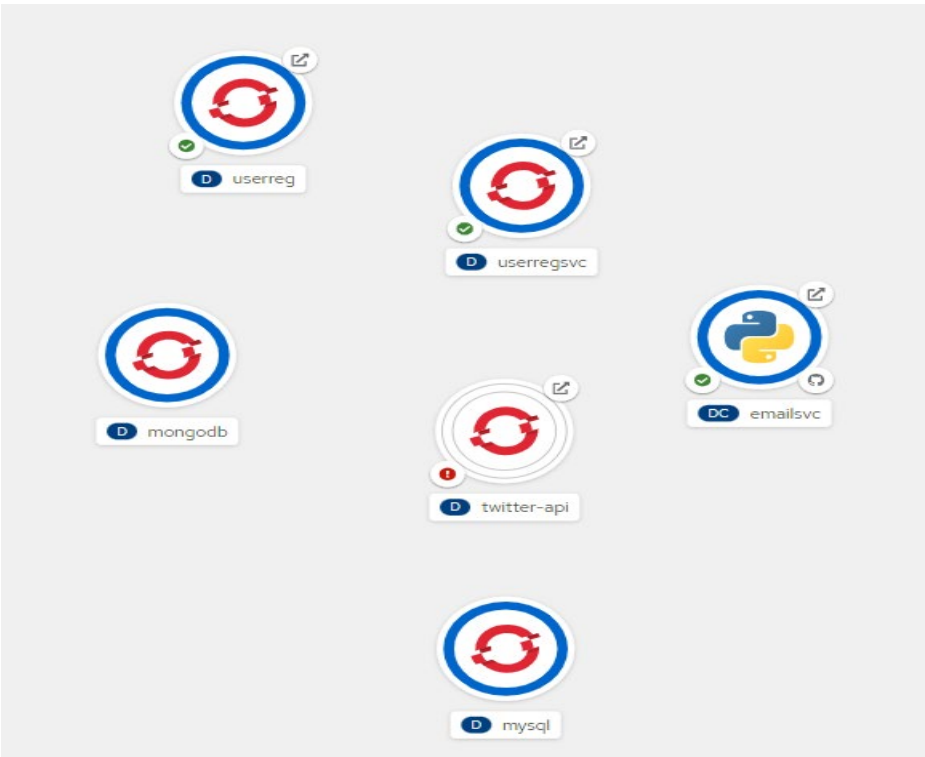 D userreg
D userregsvc
D mongodb
DC emailsvc
D twitter-api
D mysql